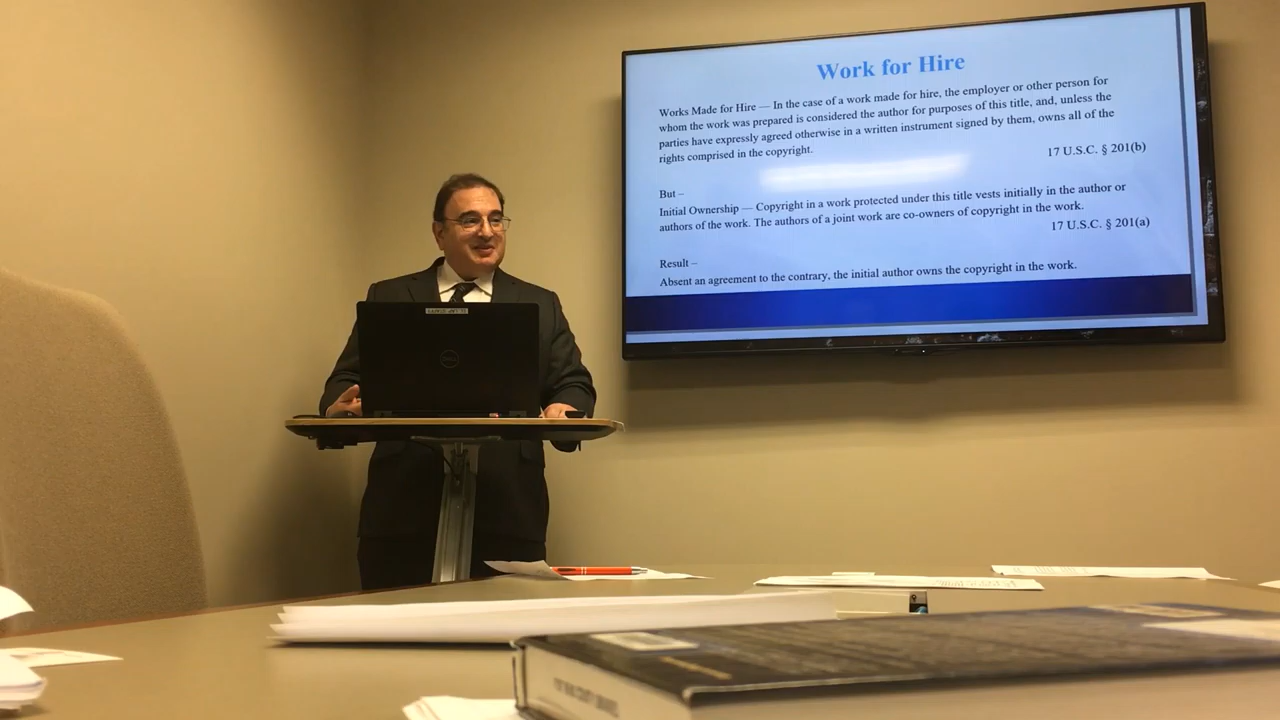 Work for Hire
Works Made for Hire — In the case of a work made for hire, the employer or other person for
whom the work was prepared is considered the author for purposes of this title, and, unless the
parties have expressly agreed otherwise in a written instrument signed by them, owns all of the
rights comprised in the copyright.
17 U.S.C. § 201(b)
But –
Initial Ownership — Copyright in a work protected under this title vests initially in the author or
authors of the work. The authors of a joint work are co-owners of copyright in the work.
17 U.S.C. § 201(a)
Result –
Absent an agreement to the contrary, the initial author owns the copyright in the work.
DELL